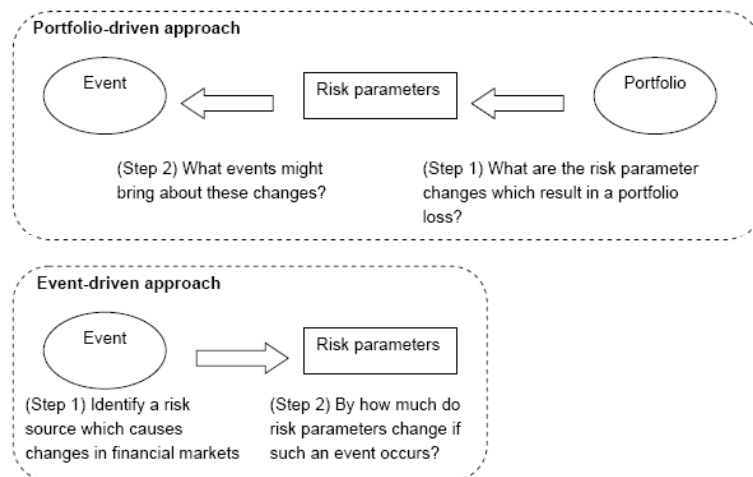 Portfolio-driven approach
Event
Risk parameters
Portfolio
(Step 2) What events might
bring about these changes?
(Step 1) What are the risk parameter
changes which result in a portfolio
loss?
Event-driven approach
Event
Risk parameters
(Step 1) Identify a risk
source which causes
changes in financial markets
(Step 2) By how much do
risk parameters change if
such an event occurs?